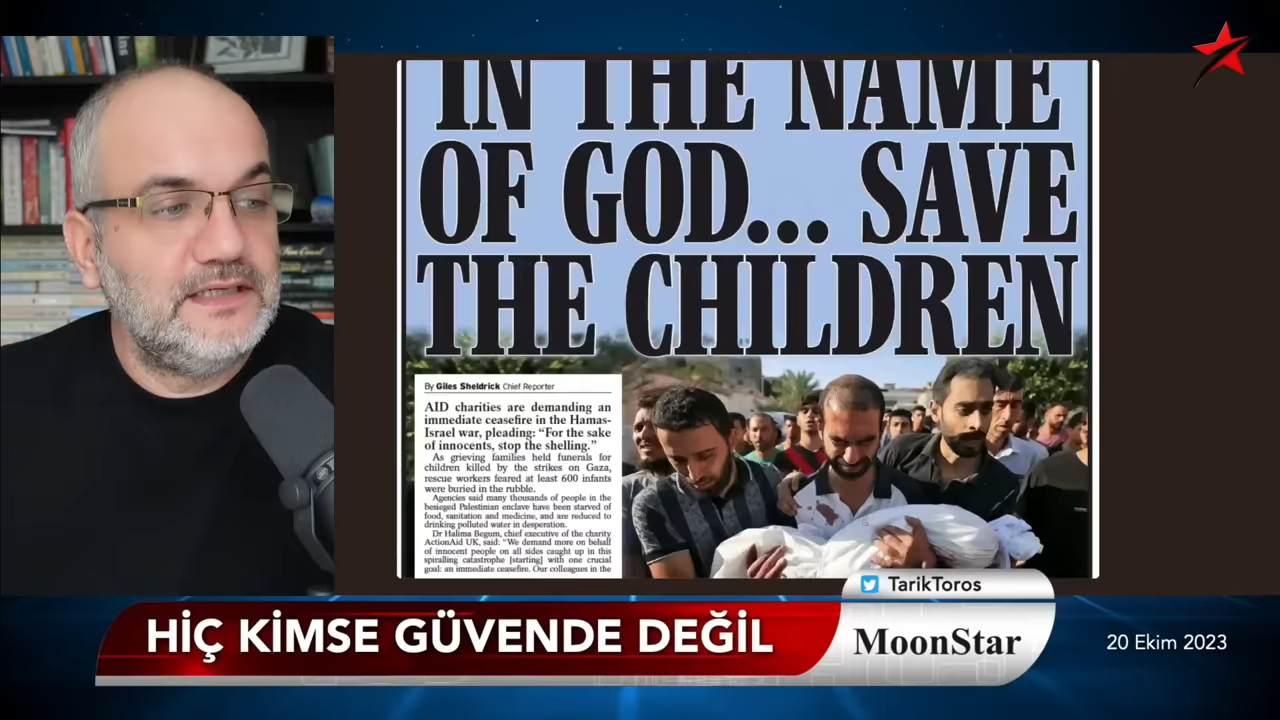 IN THE NAME
OF GOD... SAVE
THE CHILDREN
By Giles Sheldrick Chief Reporter
AID charities are demanding an
immediate ceasefire in the Hamas-
Israel war, pleading: “For the sake
of innocents, stop the shelling.”
As grieving families held funerals for
children killed by the strikes on Gaza,
rescue workers feared at least 600 infants
were buried in the rubble.
Agencies said many thousands of people in the
besieged Palestinian enclave have been starved of
food, sanitation and medicine, and are reduced to
drinking polluted water in desperation.
Dr Halima Begum, chief executive of the charity
ActionAid UK, said: “We demand more on behalf
of innocent people on all sides caught up in this
spiralling catastrophe [starting] with one crucial
goal: an immediate ceasefire. Our colleagues in the
TarikToros
HİÇ KİMSE GÜVENDE DEĞİL
MoonStar
20 Ekim 2023